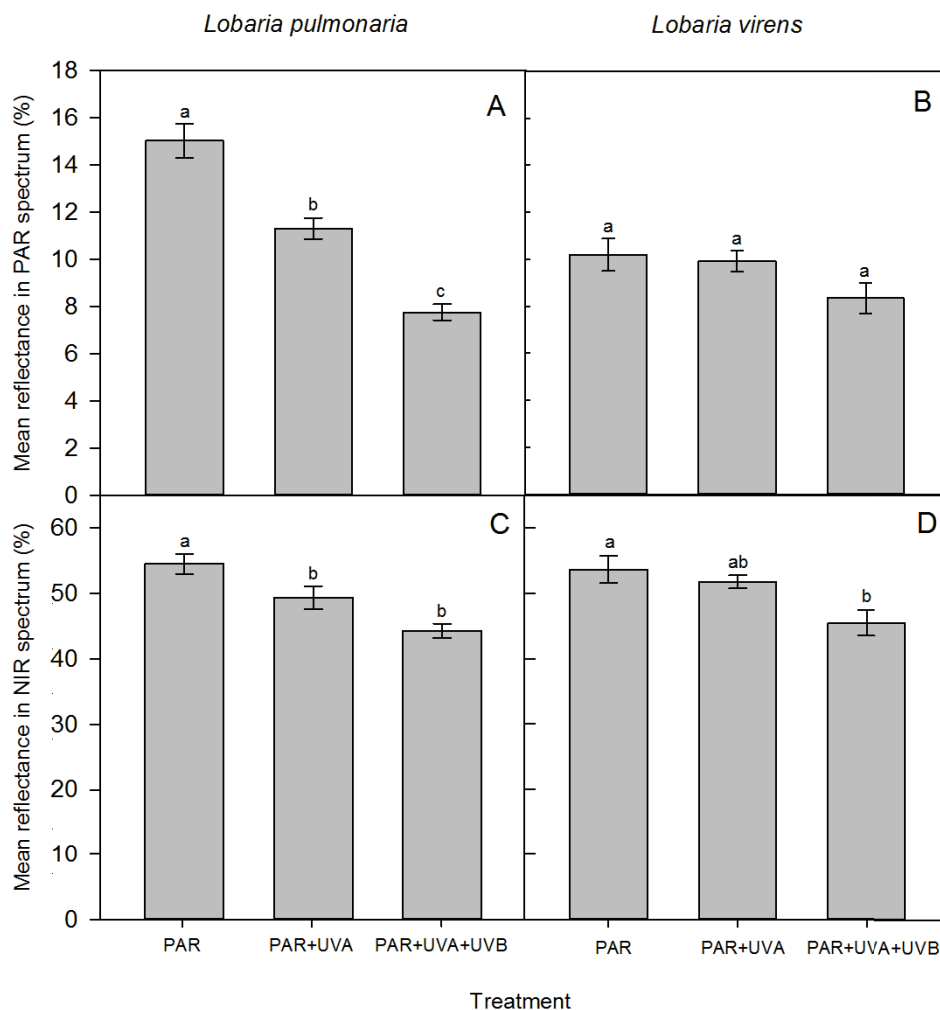 Lobaria pulmonaria
Lobaria virens
Mean reflectance in PAR spectrum (%)
18
16
14
12
10
8
6
4
2
0
A
a
b
c
B
a
a
a
Mean reflectance in NIR spectrum (%)
60
50
40
30
20
10
0
C
a
b
b
D
a
ab
b
PAR PAR+UVA PAR+UVA+UVB
PAR PAR+UVA PAR+UVA+UVB
Treatment